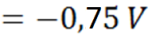 = −0,75 V